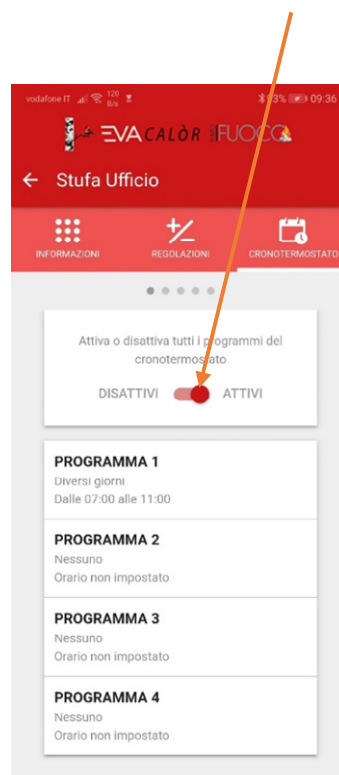 vodafone IT 120 B/s 93% 09:36
EVA CALÒR FUOCO
Stufa Ufficio
INFORMAZIONI REGOLAZIONI CRONOTERMOSTATO
Attiva o disattiva tutti i programmi del
cronotermostato
DISATTIVI ATTIVI
PROGRAMMA 1
Diversi giorni
Dalle 07:00 alle 11:00
PROGRAMMA 2
Nessuno
Orario non impostato
PROGRAMMA 3
Nessuno
Orario non impostato
PROGRAMMA 4
Nessuno
Orario non impostato